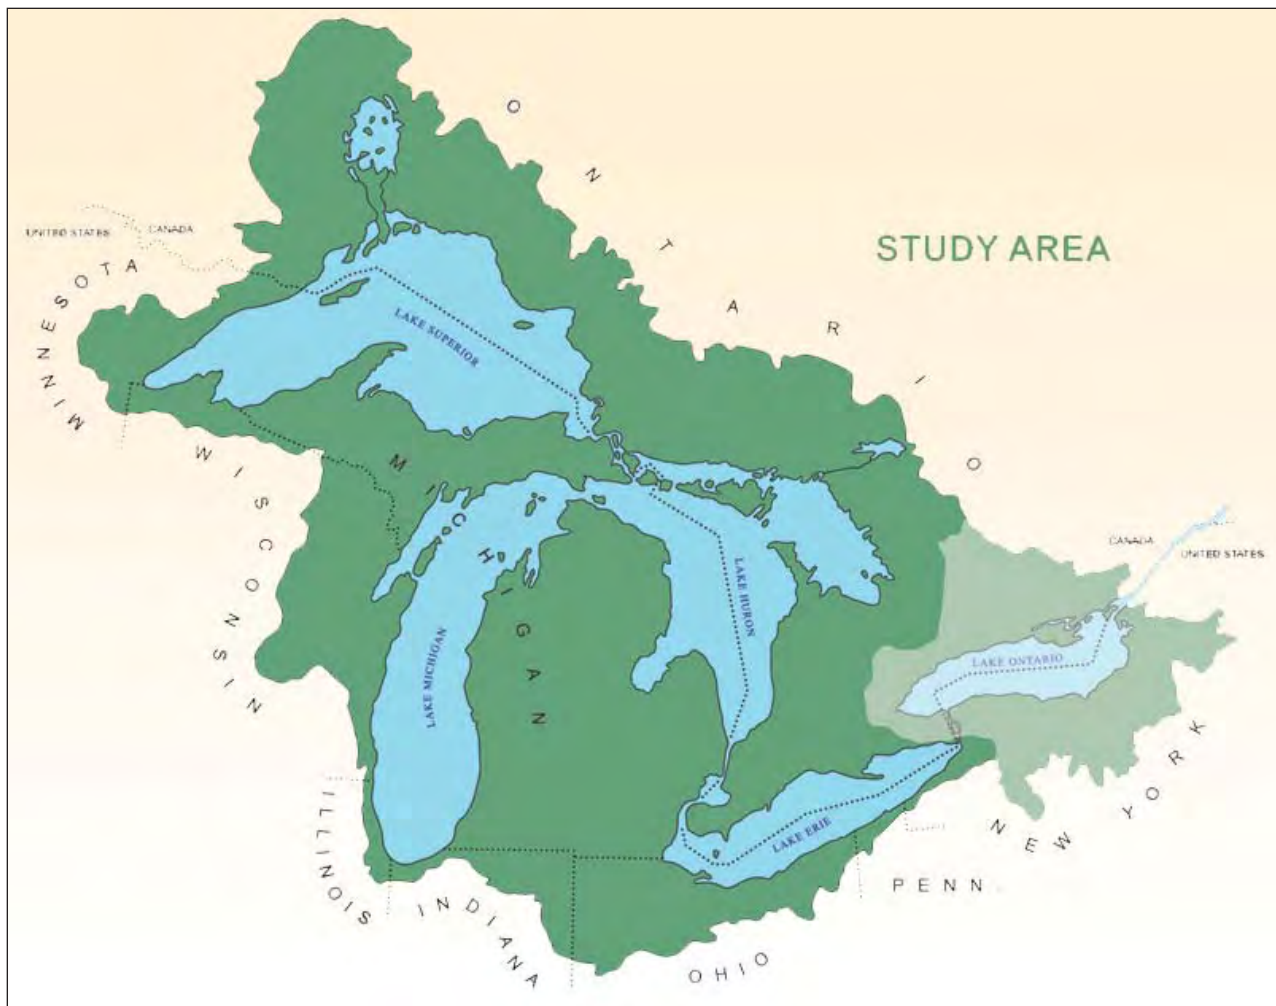 ONTARIO
UNITED STATES
CANADA
STUDY AREA
MINNESOTA
LAKE SUPERIOR
WISCONSIN
MICHIGAN
LAKE HURON
CANADA
UNITED STATES
LAKE MICHIGAN
LAKE ONTARIO
LAKE ERIE
NEW YORK
ILLINOIS
INDIANA
PENN.
OHIO